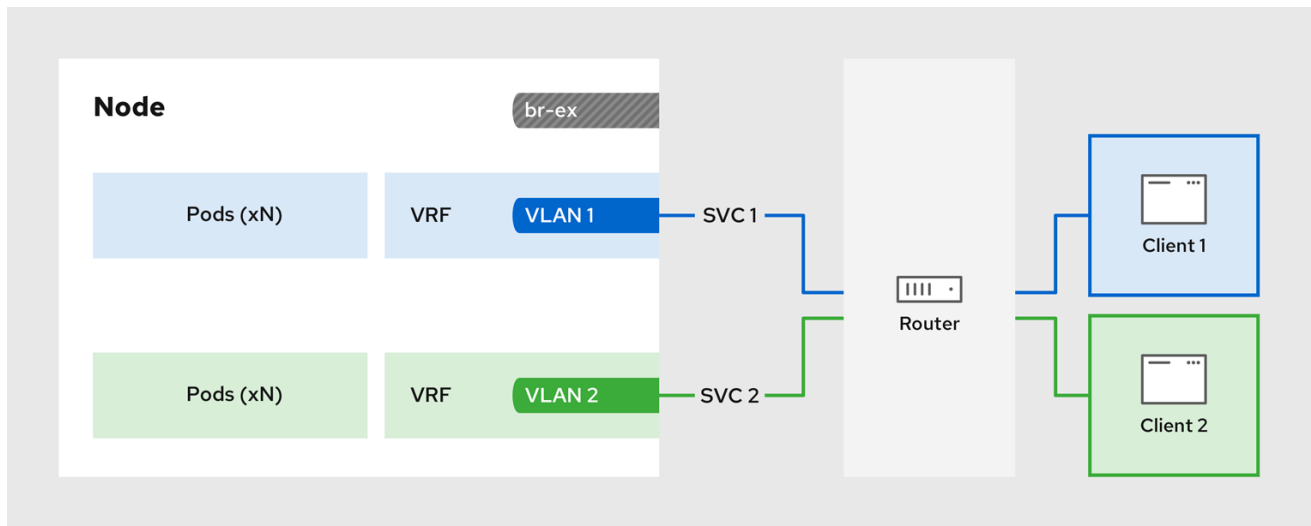 Node
br-ex
Pods (xN)
VRF
VLAN 1
SVC 1
Client 1
Router
Pods (xN)
VRF
VLAN 2
SVC 2
Client 2